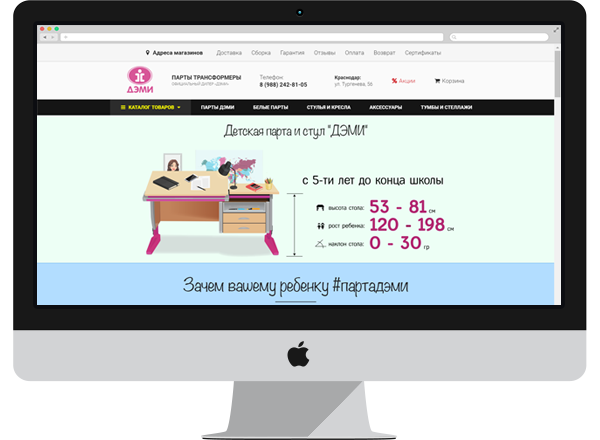 Адреса магазинов Доставка Сборка Гарантия Отзывы Оплата Возврат Сертификаты
ДЭМИ
ПАРТЫ ТРАНСФОРМЕРЫ
ОФИЦИАЛЬНЫЙ ДИЛЕР «ДЭМИ»
Телефон:
8 (988) 242-81-05
Краснодар:
ул. Тургенева, 56
Акции
Корзина
КАТАЛОГ ТОВАРОВ ПАРТЫ ДЭМИ БЕЛЫЕ ПАРТЫ СТУЛЬЯ И КРЕСЛА АКСЕССУАРЫ ТУМБЫ И СТЕЛЛАЖИ
Детская парта и стул "ДЭМИ"
с 5-ти лет до конца школы
высота стола: 53 - 81 см
рост ребенка: 120 - 198 см
наклон стола: 0 - 30 гр
Зачем вашему ребенку #партадэми